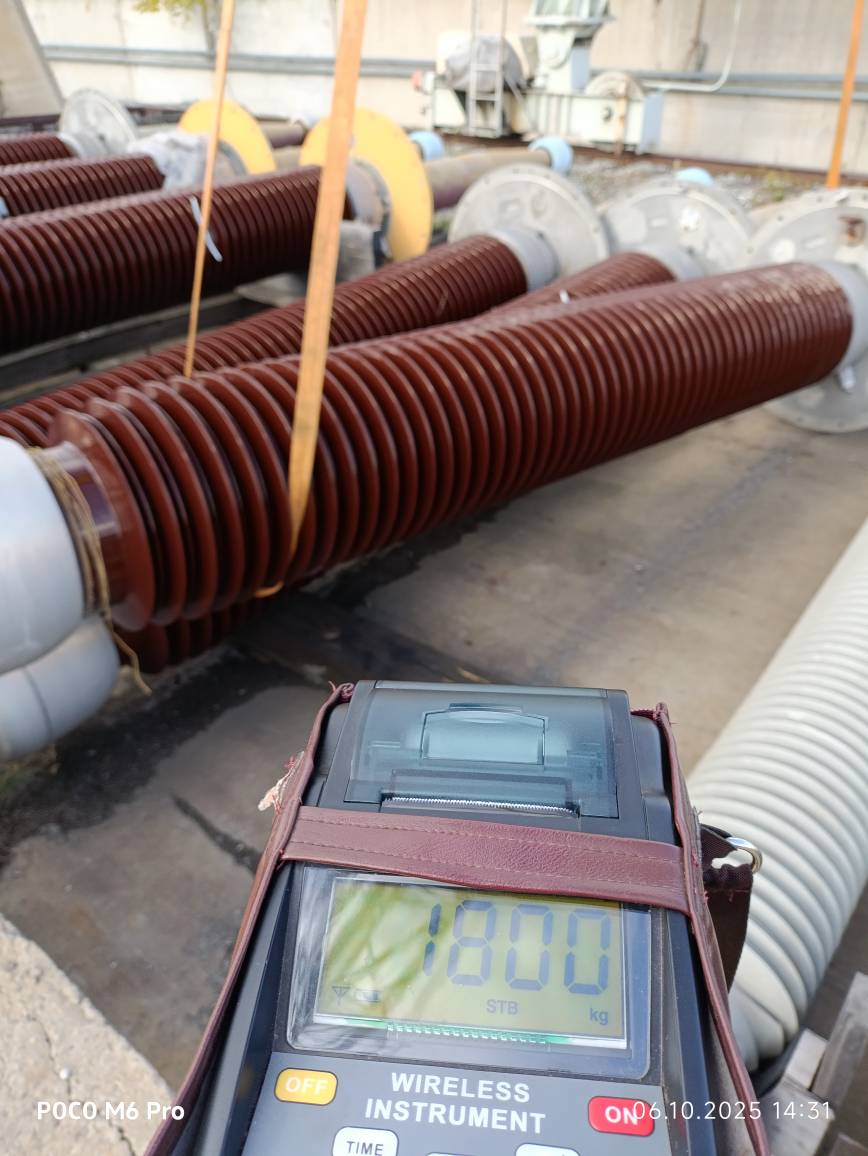 1800
STB
kg
OFF
WIRELESS
INSTRUMENT
ON
TIME
POCO M6 Pro
06.10.2025 14:31